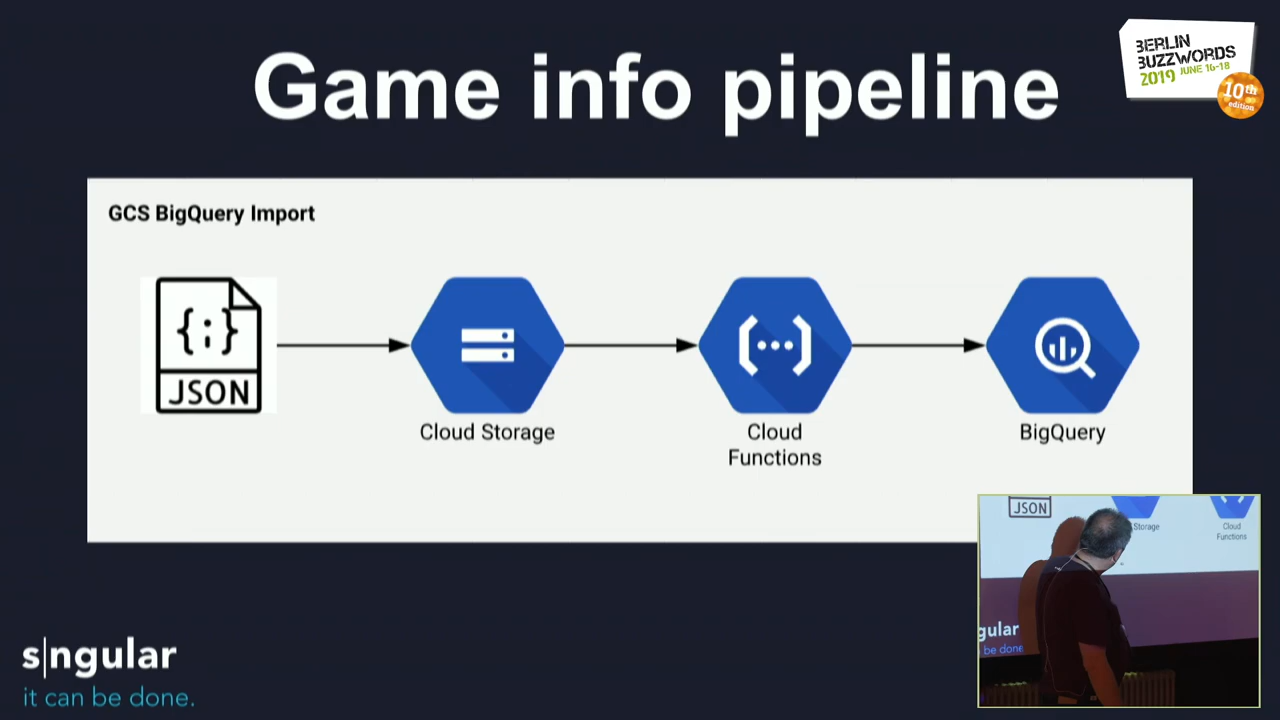 Game info pipeline
BERLIN
BUZZWORDS
2019 JUNE 16-18
10th
edition
GCS BigQuery Import
{;}
JSON
Cloud Storage
Cloud
Functions
BigQuery
JSON
Storage
Cloud
Functions
s|ngular
it can be done.
gular
be done